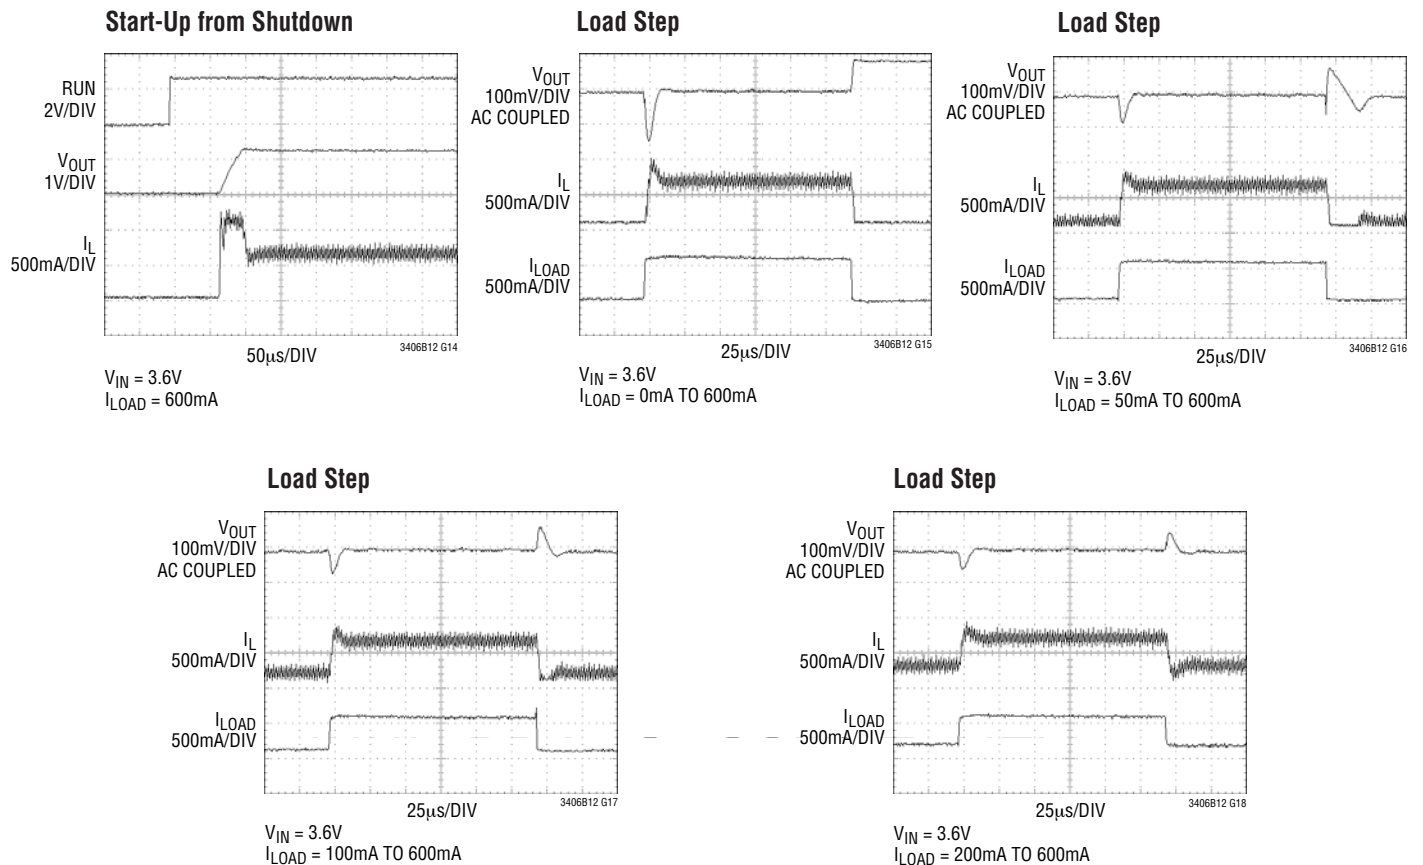 Start-Up from Shutdown
RUN
2V/DIV
VOUT
1V/DIV
IL
500mA/DIV
3406B12 G14
50µs/DIV
VIN = 3.6V
ILOAD = 600mA
Load Step
VOUT
100mV/DIV
AC COUPLED
IL
500mA/DIV
ILOAD
500mA/DIV
3406B12 G15
25µs/DIV
VIN = 3.6V
ILOAD = 0mA TO 600mA
Load Step
VOUT
100mV/DIV
AC COUPLED
IL
500mA/DIV
ILOAD
500mA/DIV
3406B12 G16
25µs/DIV
VIN = 3.6V
ILOAD = 50mA TO 600mA
Load Step
VOUT
100mV/DIV
AC COUPLED
IL
500mA/DIV
ILOAD
500mA/DIV
3406B12 G17
25µs/DIV
VIN = 3.6V
ILOAD = 100mA TO 600mA
Load Step
VOUT
100mV/DIV
AC COUPLED
IL
500mA/DIV
ILOAD
500mA/DIV
3406B12 G18
25µs/DIV
VIN = 3.6V
ILOAD = 200mA TO 600mA